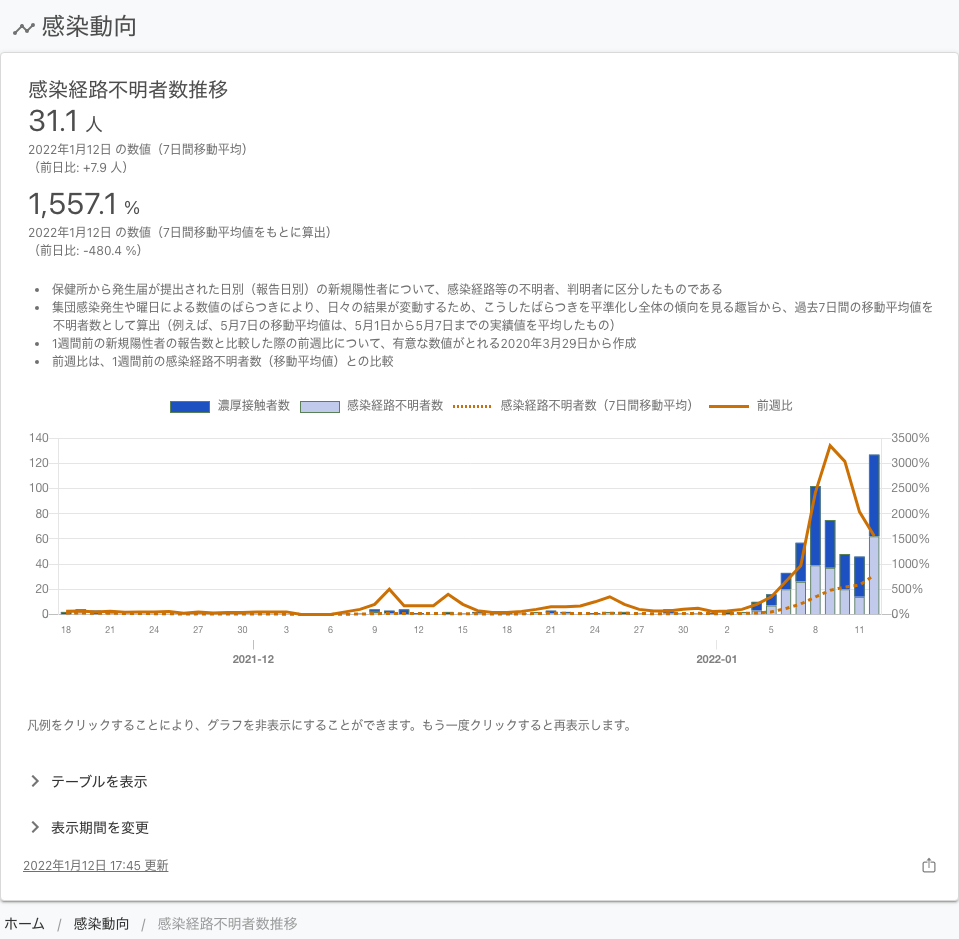 感染動向
感染経路不明者数推移
31.1 人
2022年1月12日 の数値（7日間移動平均）
（前日比: +7.9 人）
1,557.1 %
2022年1月12日 の数値（7日間移動平均値をもとに算出）
（前日比: -480.4 %）
• 保健所から発生届が提出された日別（報告日別）の新規陽性者について、感染経路等の不明者、判明者に区分したものである
• 集団感染発生や曜日による数値のばらつきにより、日々の結果が変動するため、こうしたばらつきを平準化し全体の傾向を見る趣旨から、過去7日間の移動平均値を
不明者数として算出（例えば、5月7日の移動平均値は、5月1日から5月7日までの実績値を平均したもの）
• 1週間前の新規陽性者の報告数と比較した際の前週比について、有意な数値がとれる2020年3月29日から作成
• 前週比は、1週間前の感染経路不明者数（移動平均値）との比較
濃厚接触者数 感染経路不明者数 感染経路不明者数（7日間移動平均） 前週比
140 3500%
120 3000%
100 2500%
80 2000%
60 1500%
40 1000%
20 500%
0 0%
18 21 24 27 30 3 6 9 12 15 18 21 24 27 30 2 5 8 11
2021-12 2022-01
凡例をクリックすることにより、グラフを非表示にすることができます。もう一度クリックすると再表示します。
テーブルを表示
表示期間を変更
2022年1月12日 17:45 更新
ホーム / 感染動向 / 感染経路不明者数推移